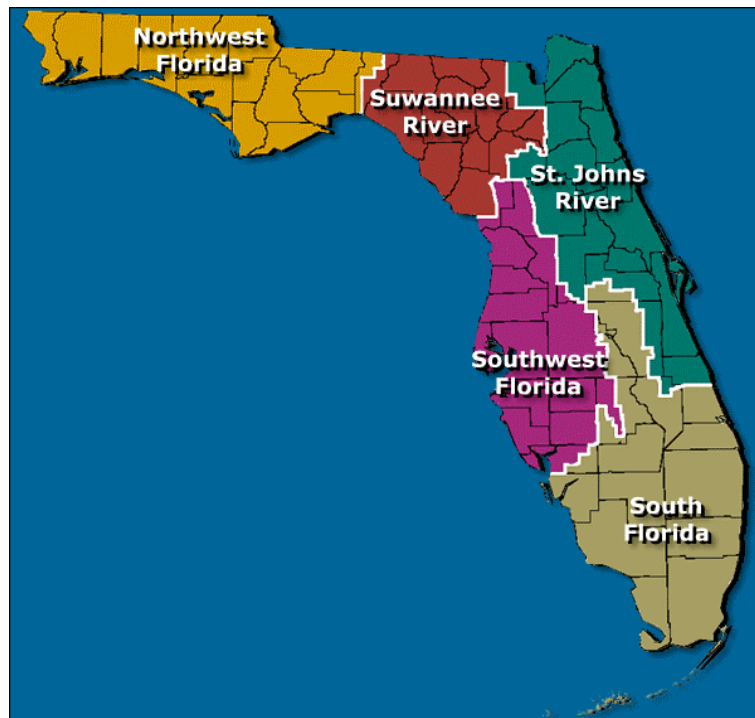 Northwest
Florida
Suwannee
River
St. Johns
River
Southwest
Florida
South
Florida